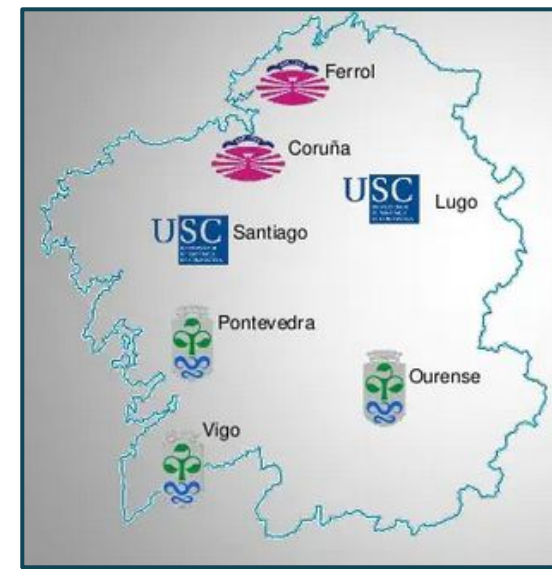 Ferrol
Coruña
USC
Lugo
USC
Santiago
Pontevedra
Ourense
Vigo